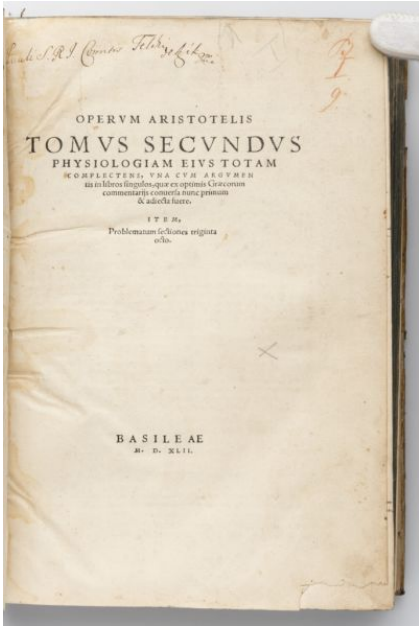 S. R. I. Comitis
OPERVM ARISTOTELIS
TOMVS SECVNDVS
PHYSIOLOGIAM EIVS TOTAM
COMPLECTENS, VNA CVM ARGVMEN
tis in libros singulos, quæ ex optimis Græcorum
commentarijs conuersa nunc primum
& adiecta fuere.
ITEM,
Problematum sectiones triginta
octo.
BASILEAE
M. D. XLII.